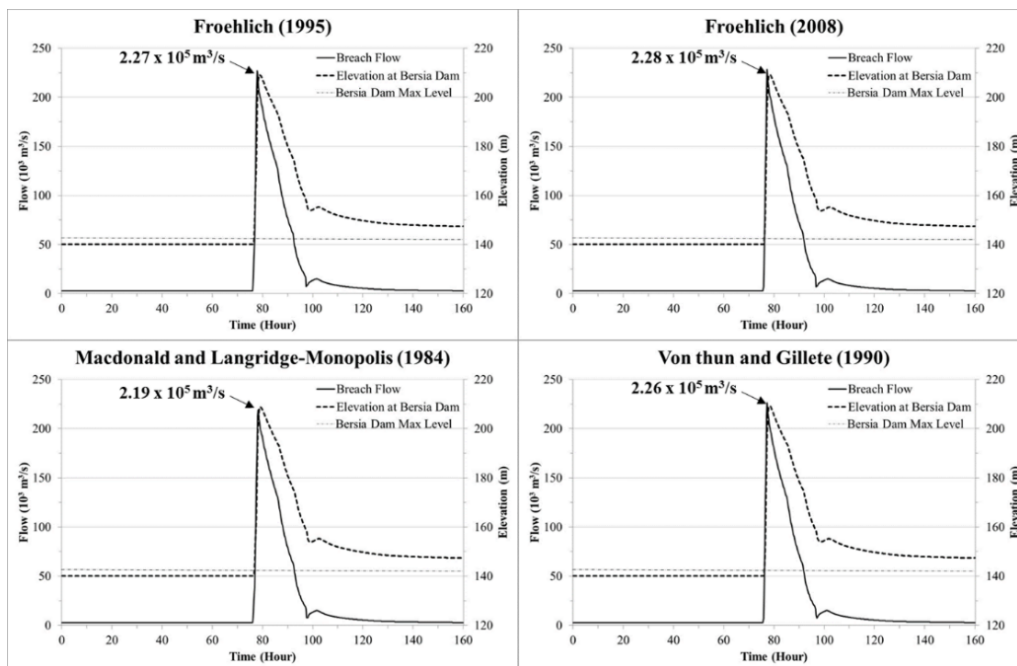 Froehlich (1995)
2.27 x 10⁵ m³/s
Breach Flow
Elevation at Bersia Dam
Bersia Dam Max Level
250
200
150
100
50
0
220
200
180
160
140
120
0 20 40 60 80 100 120 140 160
Flow (10³ m³/s)
Elevation (m)
Time (Hour)
Froehlich (2008)
2.28 x 10⁵ m³/s
Breach Flow
Elevation at Bersia Dam
Bersia Dam Max Level
250
200
150
100
50
0
220
200
180
160
140
120
0 20 40 60 80 100 120 140 160
Flow (10³ m³/s)
Elevation (m)
Time (Hour)
Macdonald and Langridge-Monopolis (1984)
2.19 x 10⁵ m³/s
Breach Flow
Elevation at Bersia Dam
Bersia Dam Max Level
250
200
150
100
50
0
220
200
180
160
140
120
0 20 40 60 80 100 120 140 160
Flow (10³ m³/s)
Elevation (m)
Time (Hour)
Von thun and Gillete (1990)
2.26 x 10⁵ m³/s
Breach Flow
Elevation at Bersia Dam
Bersia Dam Max Level
250
200
150
100
50
0
220
200
180
160
140
120
0 20 40 60 80 100 120 140 160
Flow (10³ m³/s)
Elevation (m)
Time (Hour)